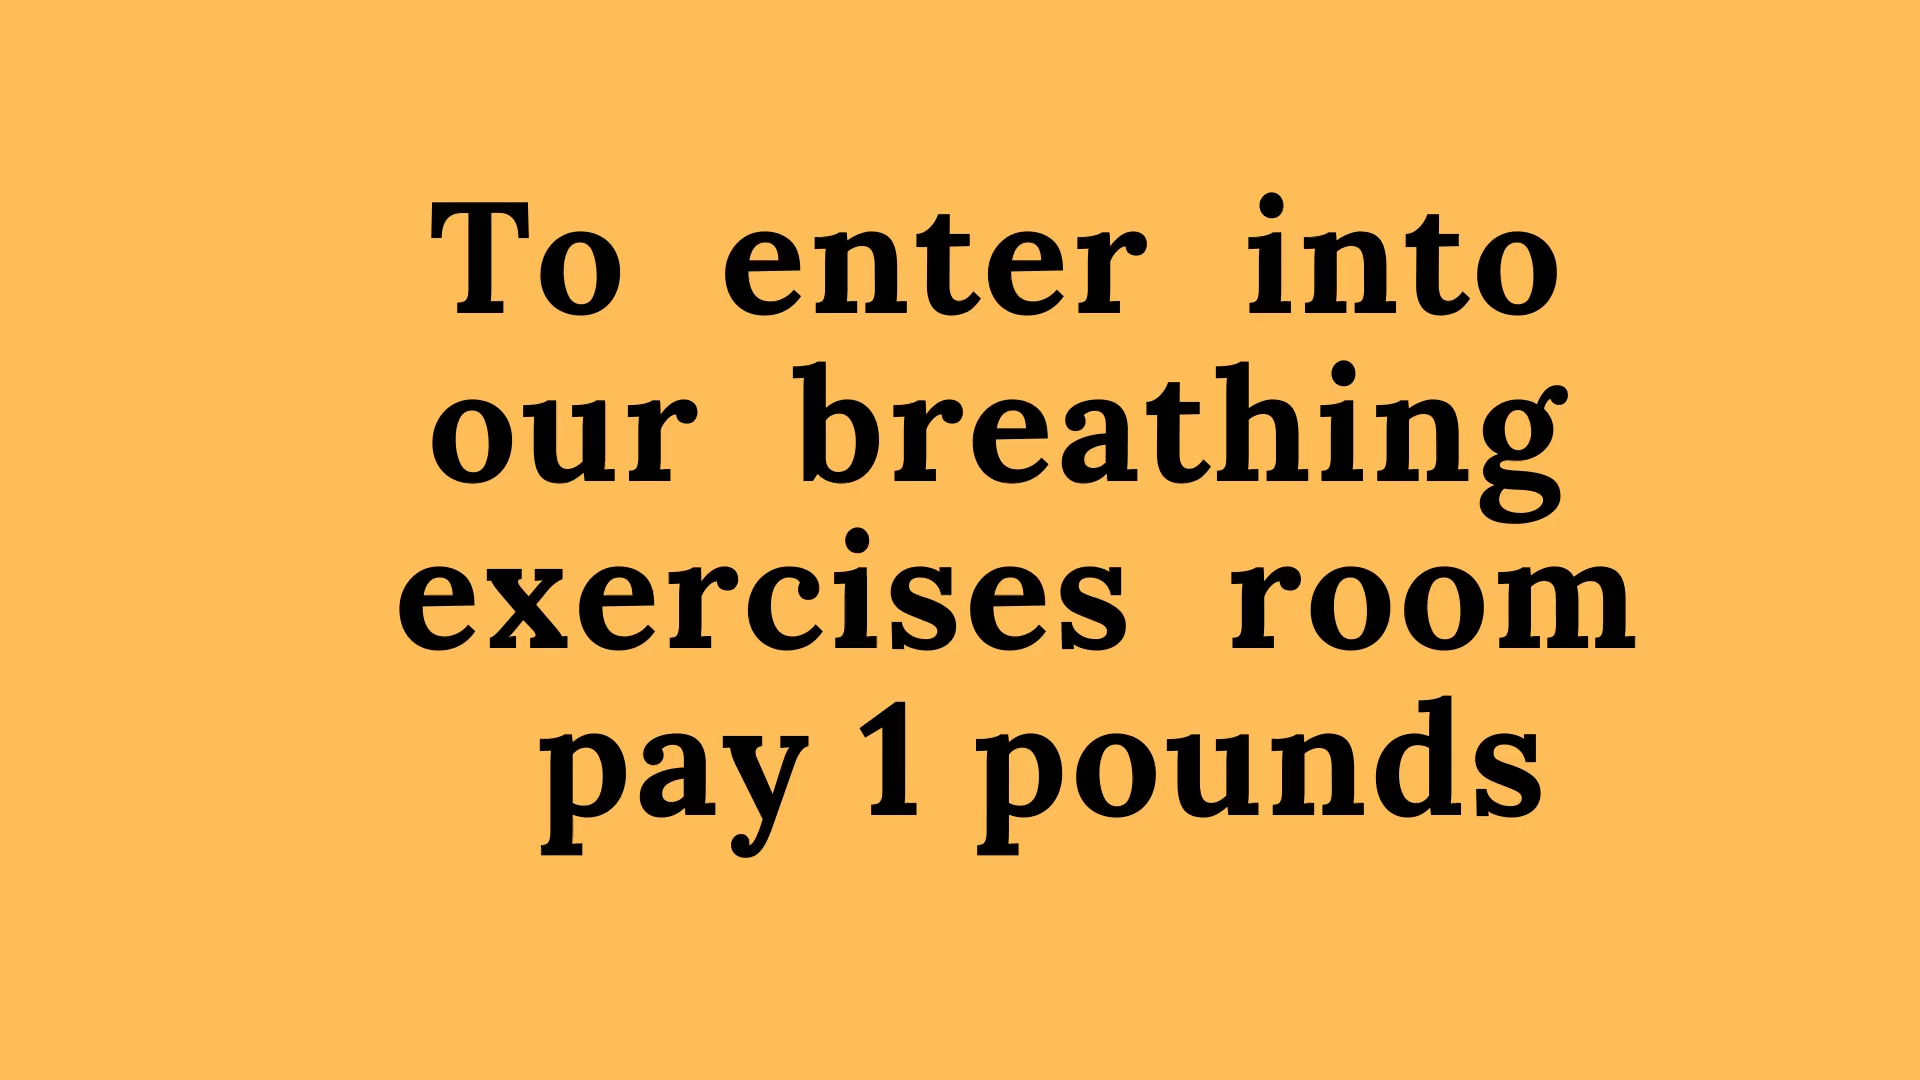 To enter into
our breathing
exercises room
pay 1 pounds